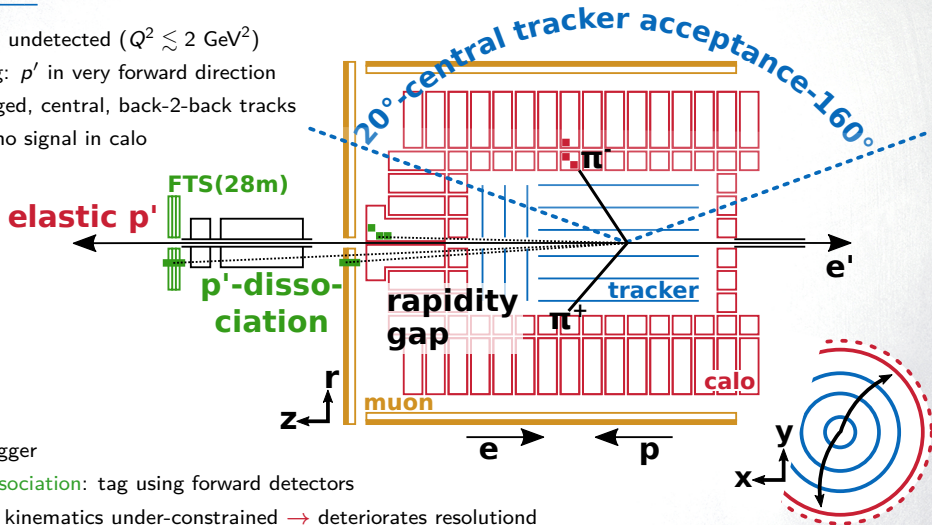 undetected (Q² ≲ 2 GeV²)
: p′ in very forward direction
ged, central, back-2-back tracks
no signal in calo
20°-central tracker acceptance-160°
FTS(28m)
elastic p'
π⁻
e'
p'-disso-
ciation
rapidity
gap
tracker
π⁺
calo
r
muon
z
e
p
y
x
gger
sociation: tag using forward detectors
kinematics under-constrained → deteriorates resolutiond